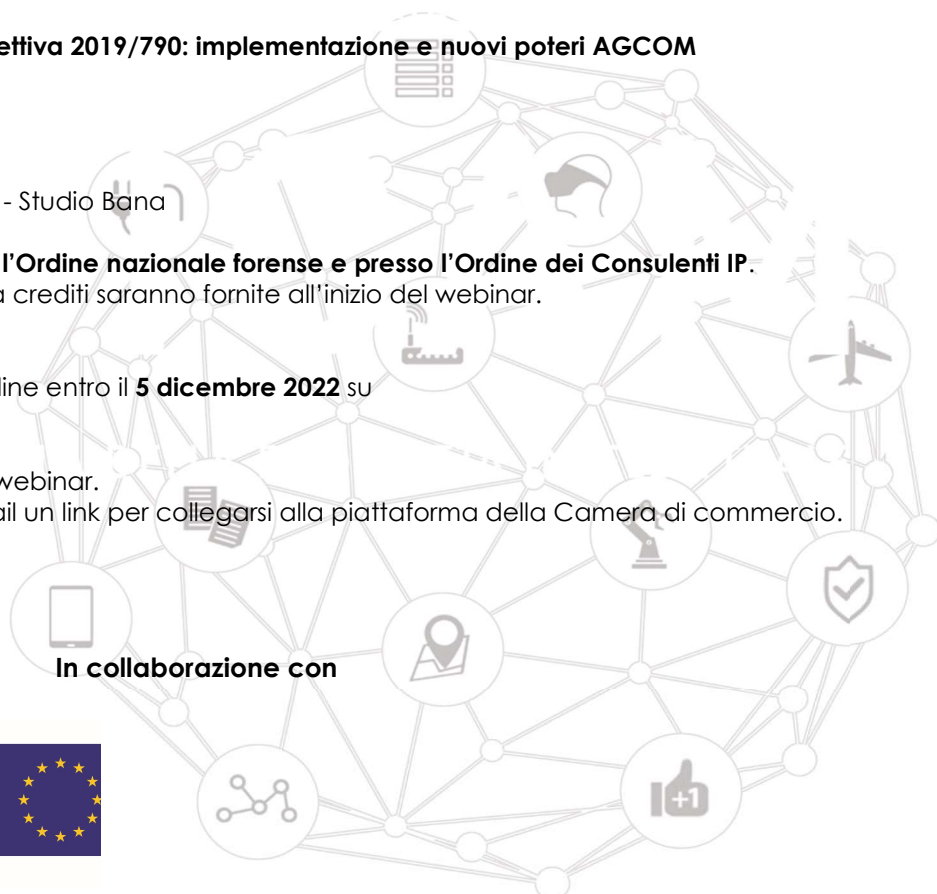 ettiva 2019/790: implementazione e nuovi poteri AGCOM
- Studio Bana
l’Ordine nazionale forense e presso l’Ordine dei Consulenti IP.
a crediti saranno fornite all’inizio del webinar.
line entro il 5 dicembre 2022 su
webinar.
ail un link per collegarsi alla piattaforma della Camera di commercio.
In collaborazione con
+1